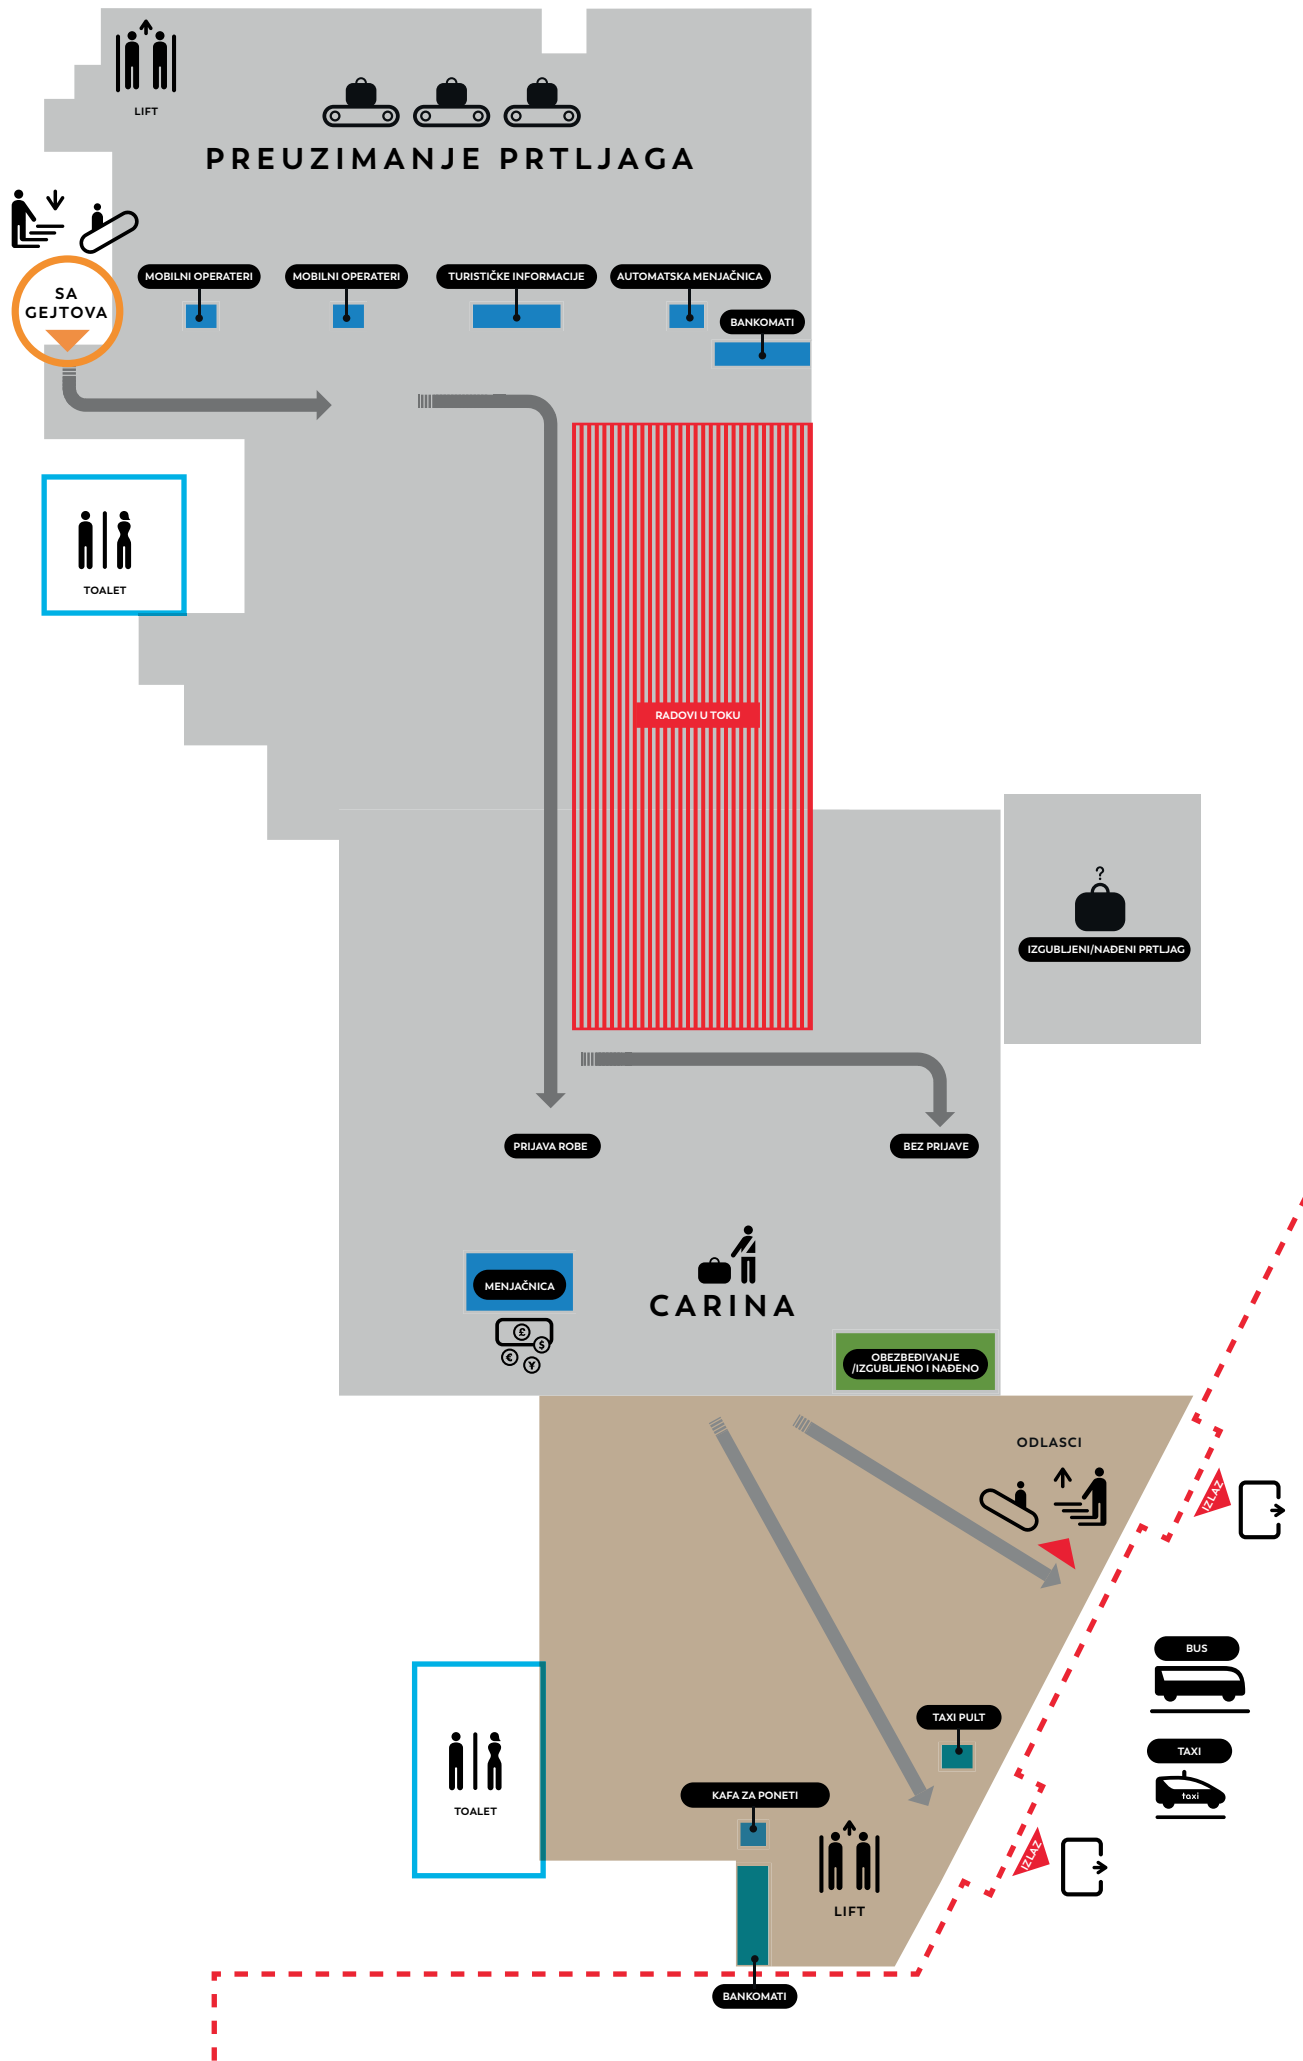 LIFT
PREUZIMANJE PRTLJAGA
SA
GEJTOVA
MOBILNI OPERATERI
MOBILNI OPERATERI
TURISTIČKE INFORMACIJE
AUTOMATSKA MENJAČNICA
BANKOMATI
TOALET
RADOVI U TOKU
?
IZGUBLJENI/NAĐENI PRTLJAG
PRIJAVA ROBE
BEZ PRIJAVE
MENJAČNICA
£
$
€
¥
CARINA
OBEZBEĐIVANJE
/IZGUBLJENO I NAĐENO
ODLASCI
IZLAZ
BUS
TAXI PULT
TAXI
taxi
TOALET
KAFA ZA PONETI
IZLAZ
LIFT
BANKOMATI